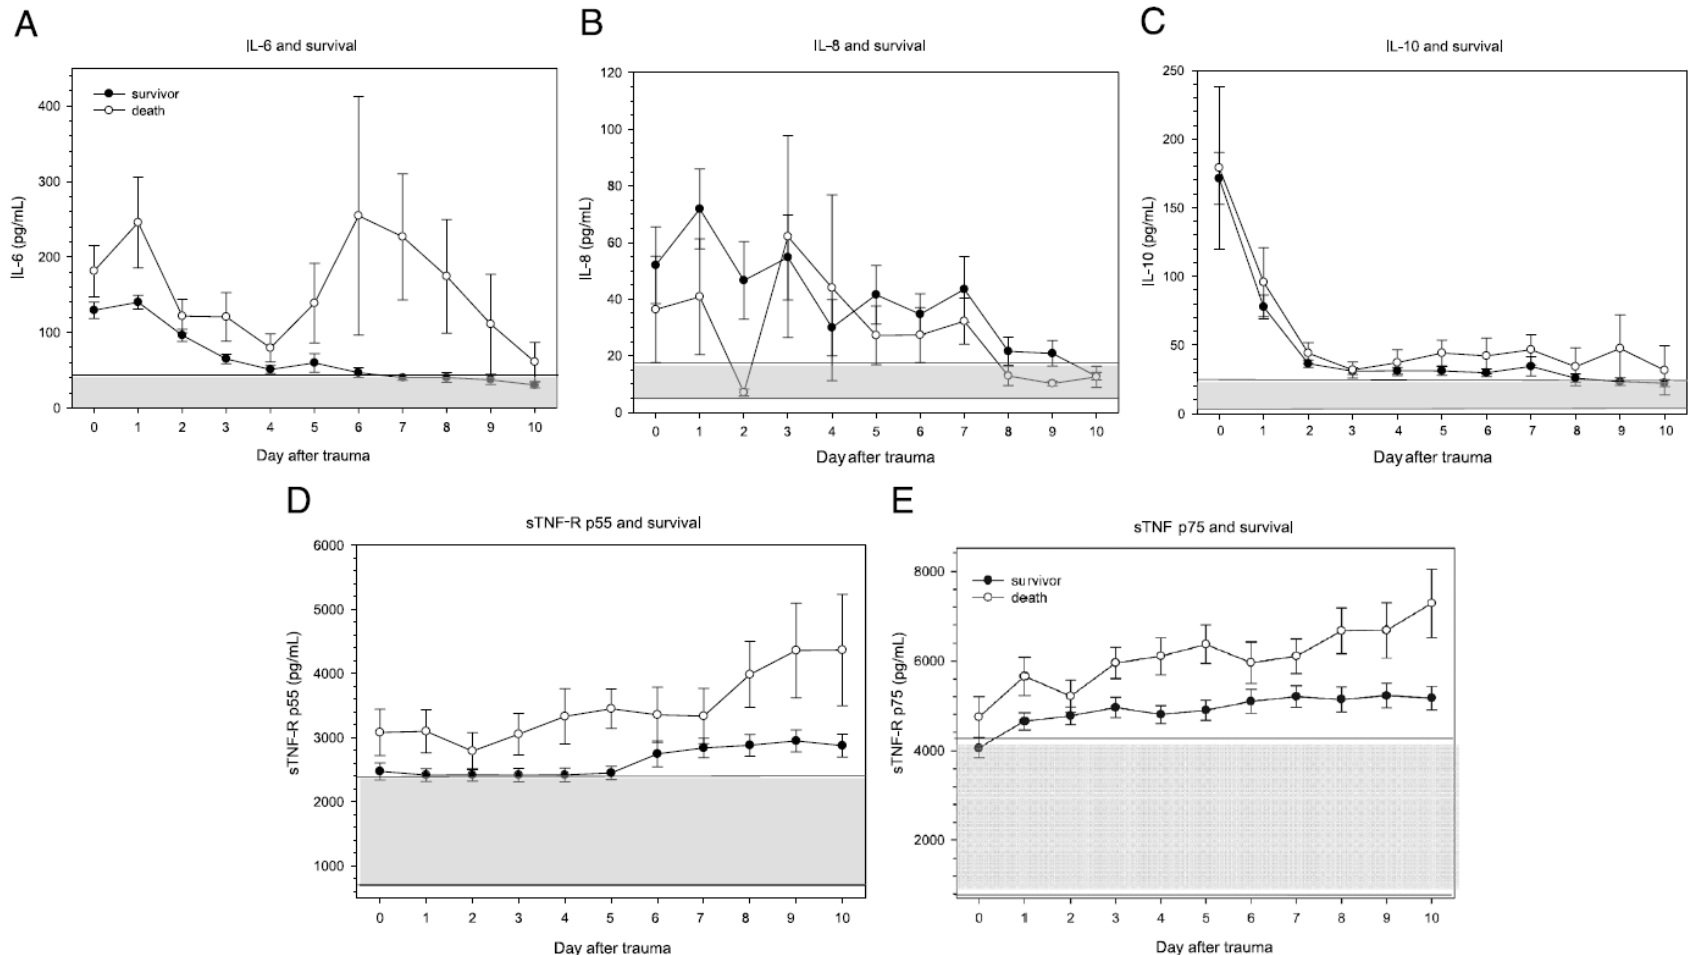 A
IL-6 and survival
survivor
death
400
300
200
100
0
IL-6 (pg/mL)
0 1 2 3 4 5 6 7 8 9 10
Day after trauma
B
IL-8 and survival
120
100
80
60
40
20
0
IL-8 (pg/mL)
0 1 2 3 4 5 6 7 8 9 10
Day after trauma
C
IL-10 and survival
250
200
150
100
50
0
IL-10 (pg/mL)
0 1 2 3 4 5 6 7 8 9 10
Day after trauma
D
sTNF-R p55 and survival
6000
5000
4000
3000
2000
1000
sTNF-R p55 (pg/mL)
0 1 2 3 4 5 6 7 8 9 10
Day after trauma
E
sTNF p75 and survival
survivor
death
8000
6000
4000
2000
sTNF-R p75 (pg/mL)
0 1 2 3 4 5 6 7 8 9 10
Day after trauma